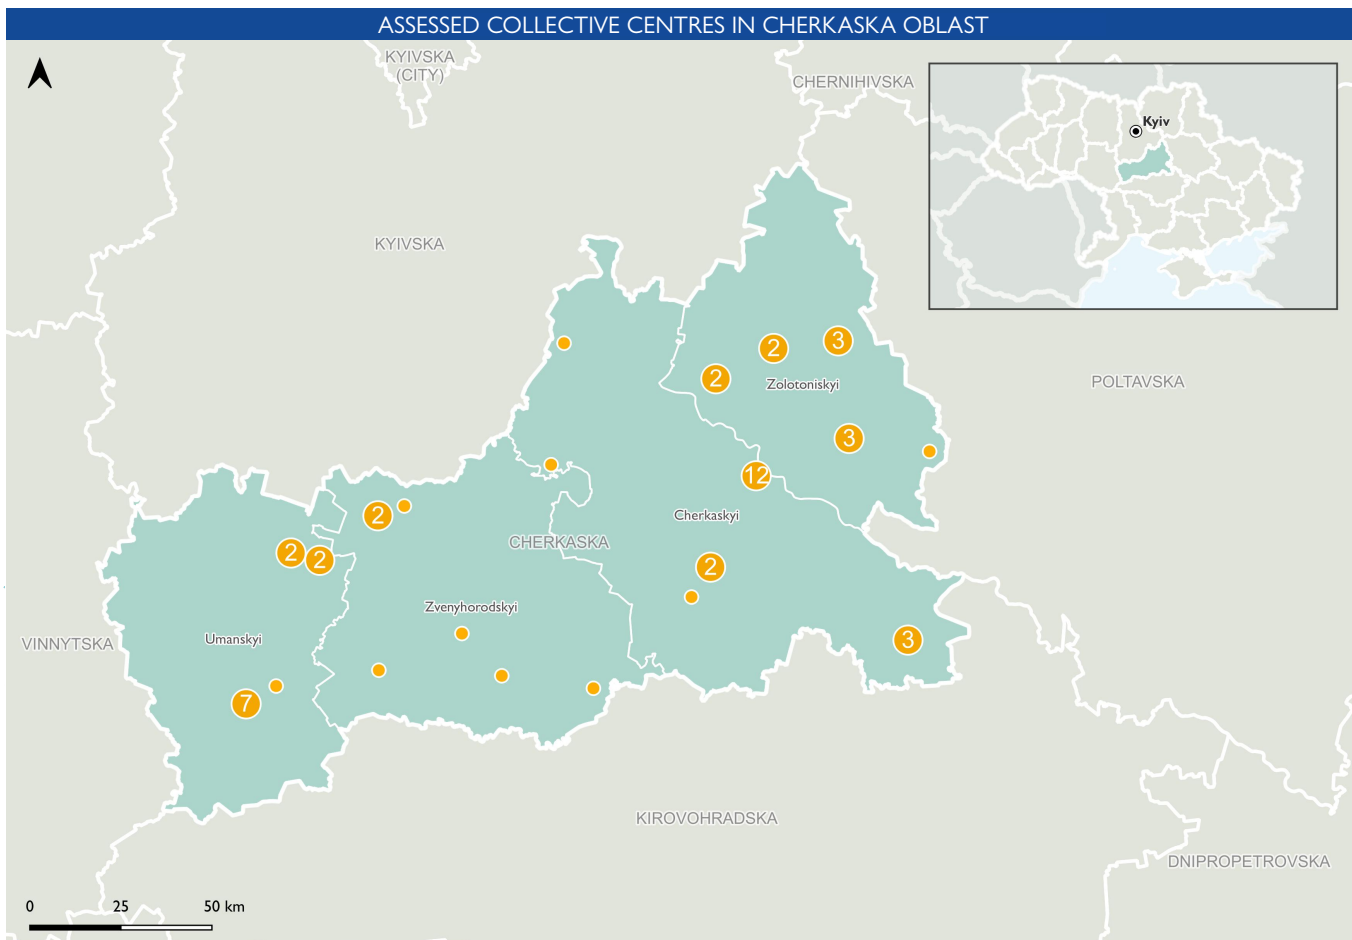 ASSESSED COLLECTIVE CENTRES IN CHERKASKA OBLAST
KYIVSKA
(CITY)
CHERNIHIVSKA
Kyiv
KYIVSKA
3
2
2
Zolotoniskyi
POLTAVSKA
3
12
2
Cherkaskyi
CHERKASKA
2
2
2
Zvenyhorodskyi
Umanskyi
VINNYTSKA
3
7
KIROVOHRADSKA
DNIPROPETROVSKA
0 25 50 km